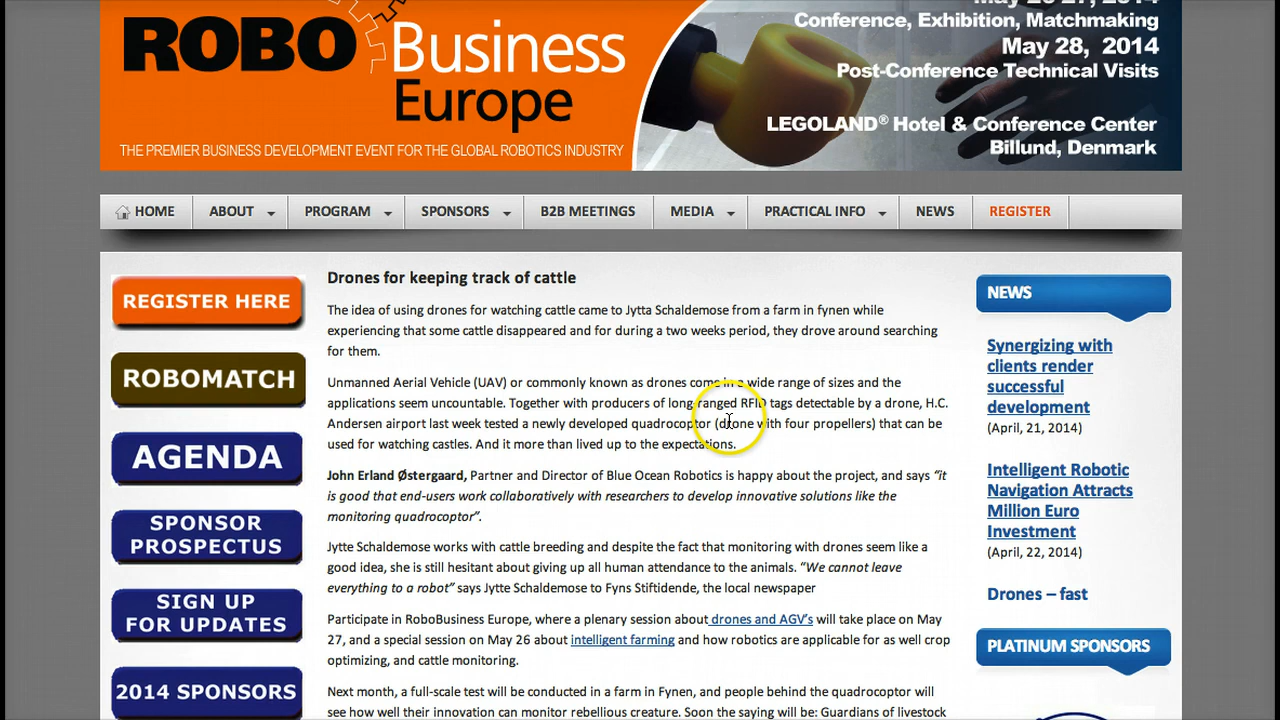 Conference, Exhibition, Matchmaking
May 28, 2014
Post-Conference Technical Visits
LEGOLAND® Hotel & Conference Center
Billund, Denmark
ROBO Business
Europe
THE PREMIER BUSINESS DEVELOPMENT EVENT FOR THE GLOBAL ROBOTICS INDUSTRY
HOME ABOUT PROGRAM SPONSORS B2B MEETINGS MEDIA PRACTICAL INFO NEWS REGISTER
REGISTER HERE
ROBOMATCH
AGENDA
SPONSOR
PROSPECTUS
SIGN UP
FOR UPDATES
2014 SPONSORS
Drones for keeping track of cattle
The idea of using drones for watching cattle came to Jytta Schaldemose from a farm in fynen while
experiencing that some cattle disappeared and for during a two weeks period, they drove around searching
for them.
Unmanned Aerial Vehicle (UAV) or commonly known as drones come in a wide range of sizes and the
applications seem uncountable. Together with producers of long-ranged RFID tags detectable by a drone, H.C.
Andersen airport last week tested a newly developed quadrocoptor (drone with four propellers) that can be
used for watching castles. And it more than lived up to the expectations.
John Erland Østergaard, Partner and Director of Blue Ocean Robotics is happy about the project, and says “it
is good that end-users work collaboratively with researchers to develop innovative solutions like the
monitoring quadrocoptor”.
Jytte Schaldemose works with cattle breeding and despite the fact that monitoring with drones seem like a
good idea, she is still hesitant about giving up all human attendance to the animals. “We cannot leave
everything to a robot” says Jytte Schaldemose to Fyns Stiftidende, the local newspaper
Participate in RoboBusiness Europe, where a plenary session about drones and AGV’s will take place on May
27, and a special session on May 26 about intelligent farming and how robotics are applicable for as well crop
optimizing, and cattle monitoring.
Next month, a full-scale test will be conducted in a farm in Fynen, and people behind the quadrocoptor will
see how well their innovation can monitor rebellious creature. Soon the saying will be: Guardians of livestock
NEWS
Synergizing with
clients render
successful
development
(April, 21, 2014)
Intelligent Robotic
Navigation Attracts
Million Euro
Investment
(April, 22, 2014)
Drones – fast
PLATINUM SPONSORS